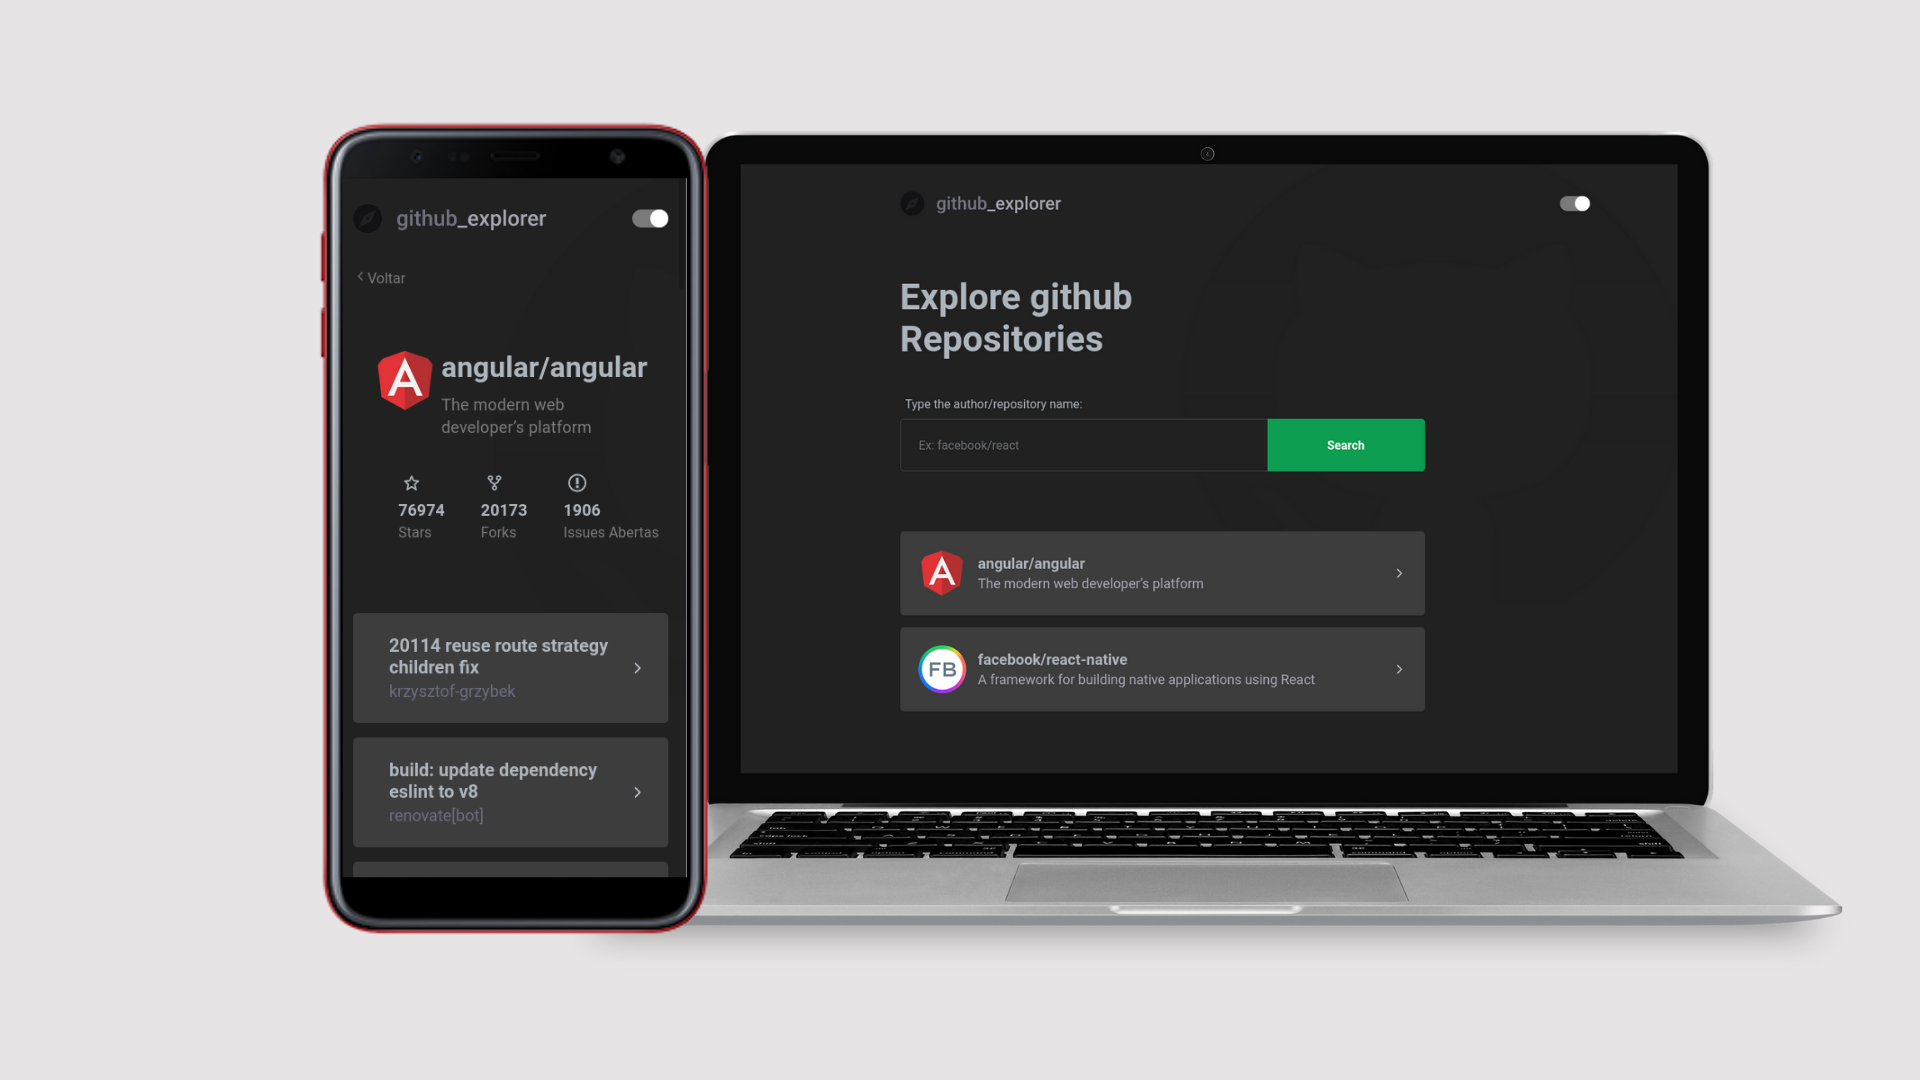 github_explorer
Voltar
angular/angular
The modern web
developer's platform
76974 20173 1906
Stars Forks Issues Abertas
20114 reuse route strategy
children fix
krzysztof-grzybek
build: update dependency
eslint to v8
renovate[bot]
github_explorer
Explore github
Repositories
Type the author/repository name:
Ex: facebook/react
Search
angular/angular
The modern web developer's platform
FB
facebook/react-native
A framework for building native applications using React